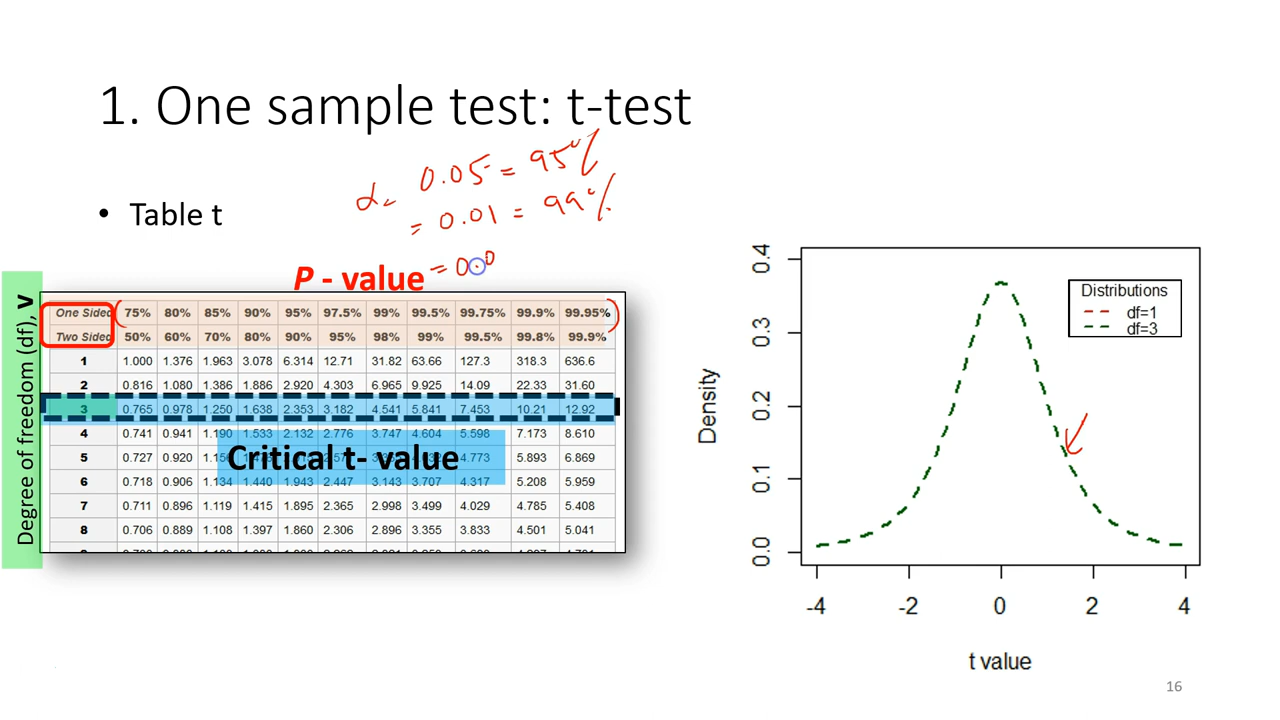 1. One sample test: t-test
α = 0.05 = 95%
• Table t
= 0.01 = 99%
P - value = 0.0
Degree of freedom (df), v
One Sided 75% 80% 85% 90% 95% 97.5% 99% 99.5% 99.75% 99.9% 99.95%
Two Sided 50% 60% 70% 80% 90% 95% 98% 99% 99.5% 99.8% 99.9%
1 1.000 1.376 1.963 3.078 6.314 12.71 31.82 63.66 127.3 318.3 636.6
2 0.816 1.080 1.386 1.886 2.920 4.303 6.965 9.925 14.09 22.33 31.60
3 0.765 0.978 1.250 1.638 2.353 3.182 4.541 5.841 7.453 10.21 12.92
4 0.741 0.941 1.190 1.533 2.132 2.776 3.747 4.604 5.598 7.173 8.610
5 0.727 0.920 4.773 5.893 6.869
Critical t- value
6 0.718 0.906 1.134 1.440 1.943 2.447 3.143 3.707 4.317 5.208 5.959
7 0.711 0.896 1.119 1.415 1.895 2.365 2.998 3.499 4.029 4.785 5.408
8 0.706 0.889 1.108 1.397 1.860 2.306 2.896 3.355 3.833 4.501 5.041
Distributions
df=1
df=3
Density
0.4
0.3
0.2
0.1
0.0
-4 -2 0 2 4
t value
16